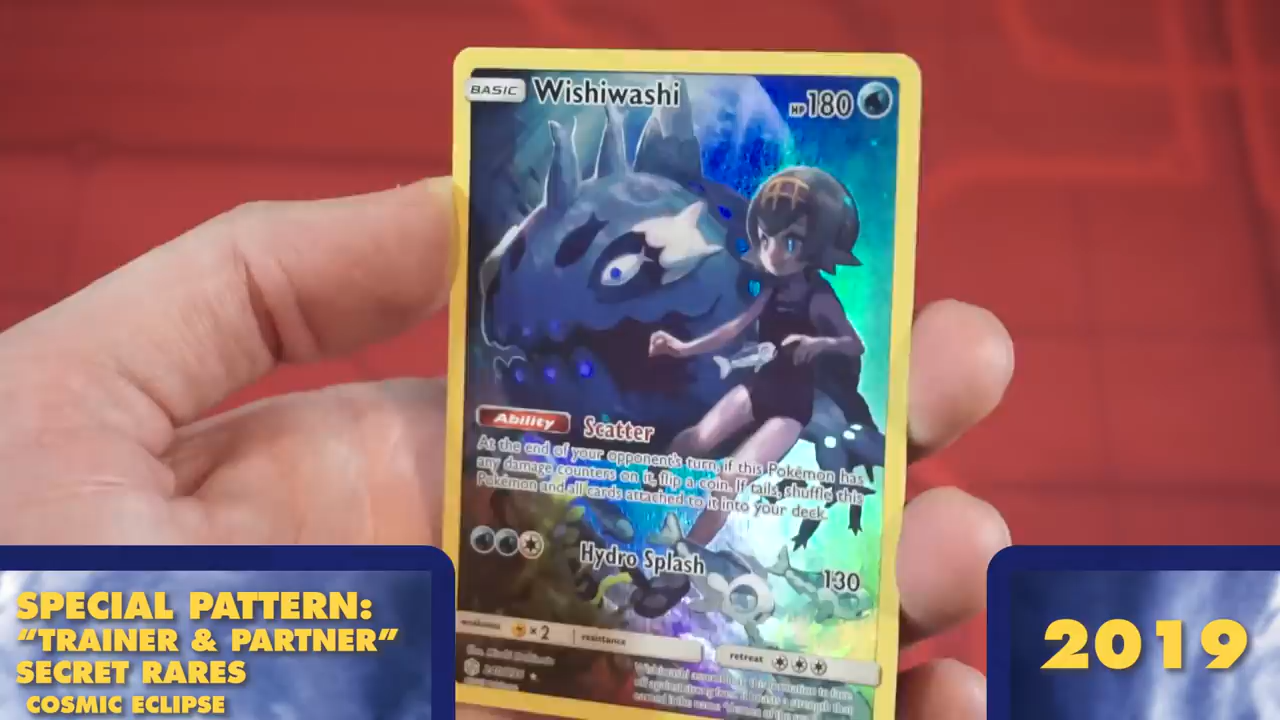 BASIC Wishiwashi HP 180
Ability Scatter
At the end of your opponent's turn, if this Pokémon has
any damage counters on it, flip a coin. If tails, shuffle this
Pokémon and all cards attached to it into your deck.
Hydro Splash 130
weakness ×2 resistance retreat
SPECIAL PATTERN:
“TRAINER & PARTNER”
SECRET RARES
COSMIC ECLIPSE
2019